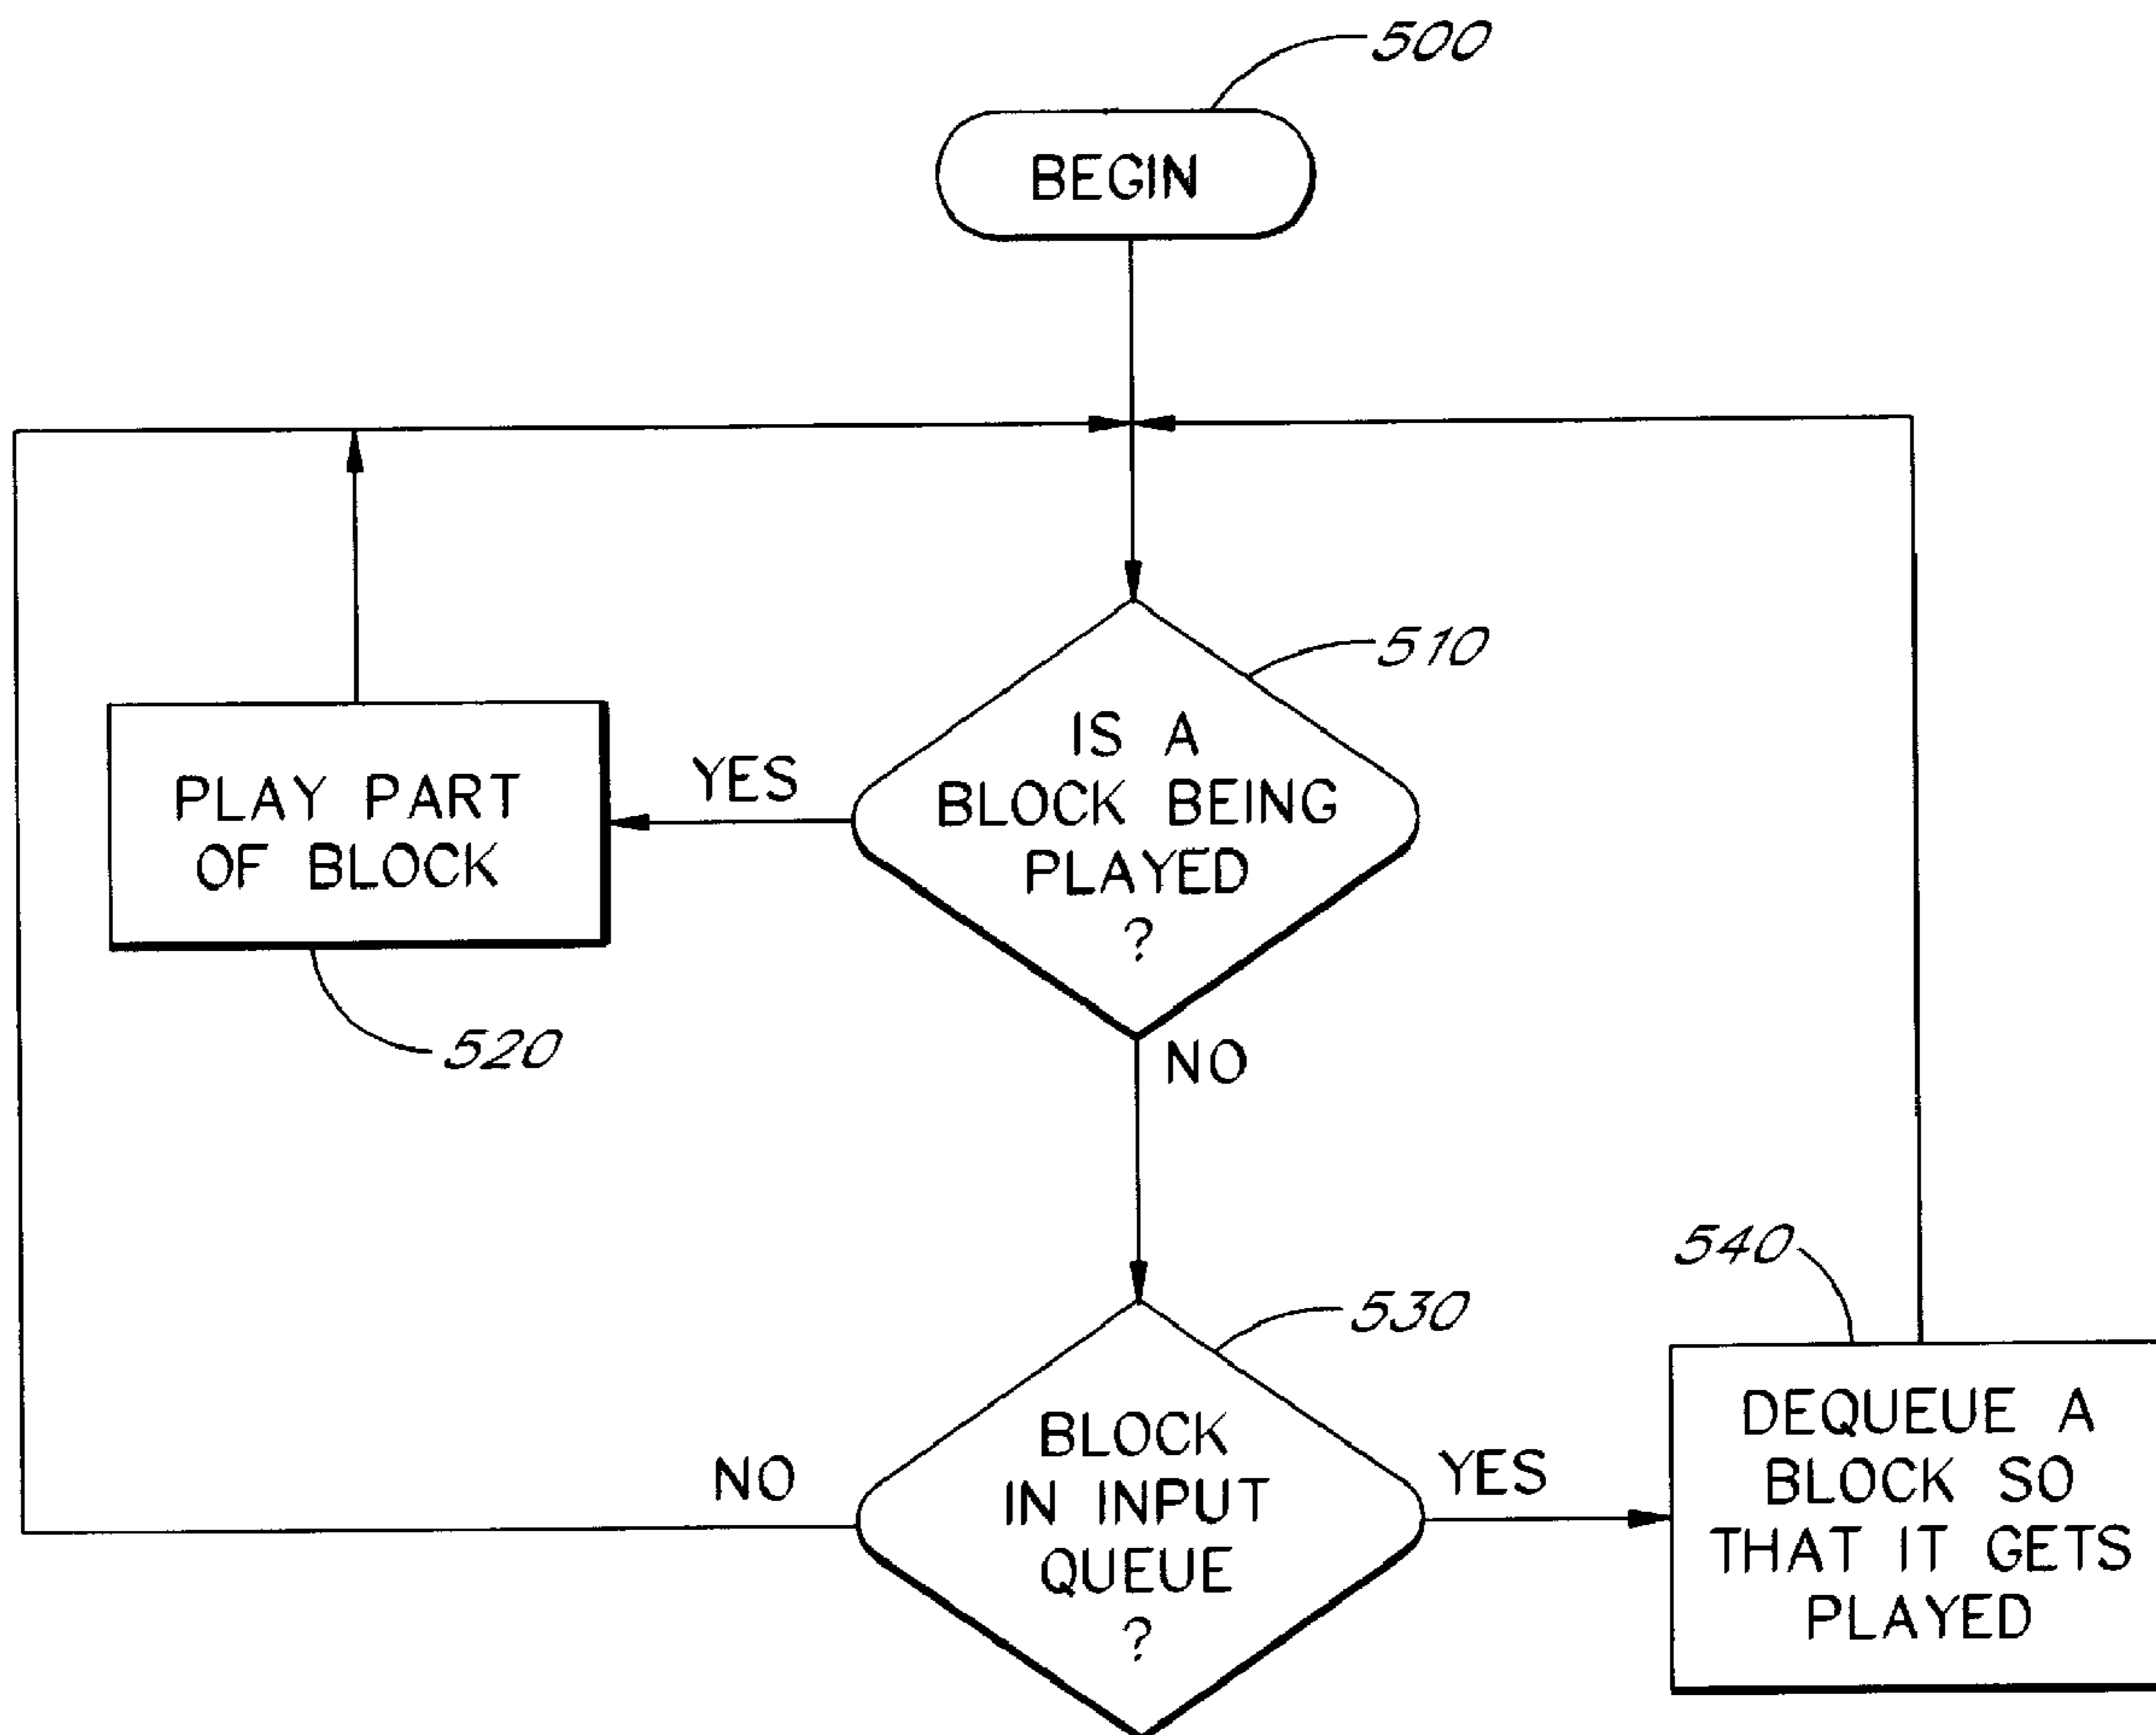 500
BEGIN
510
IS A
BLOCK BEING
PLAYED
?
YES
PLAY PART
OF BLOCK
520
NO
530
BLOCK
IN INPUT
QUEUE
?
NO
YES
540
DEQUEUE A
BLOCK SO
THAT IT GETS
PLAYED